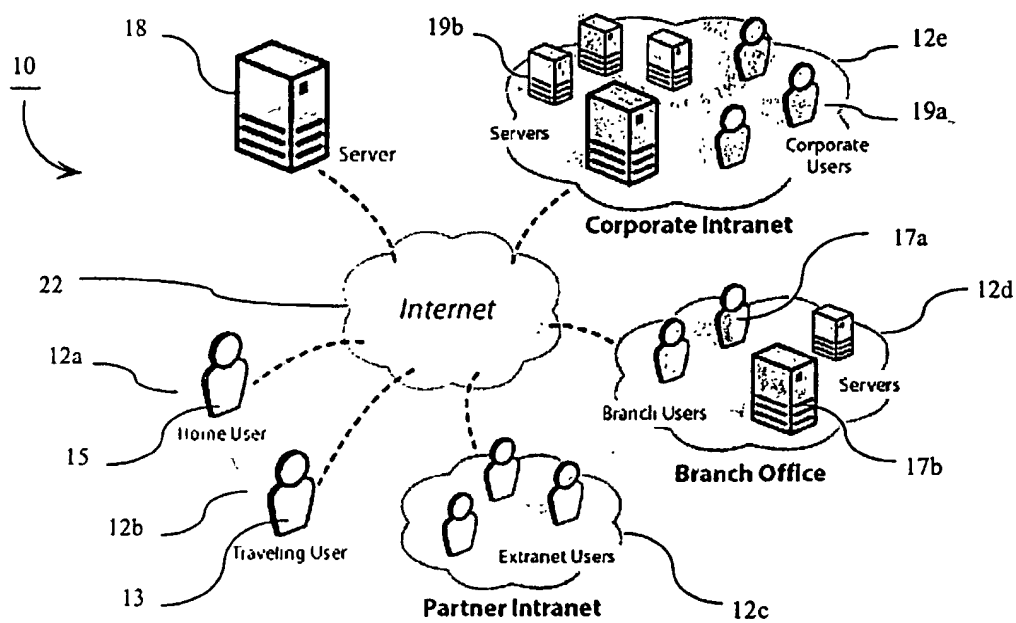 18
19b
12e
10
Server
Servers
19a
Corporate
Users
Corporate Intranet
17a
22
Internet
12d
12a
Servers
Branch Users
15
Home User
Branch Office
17b
12b
Traveling User
Extranet Users
13
Partner Intranet
12c